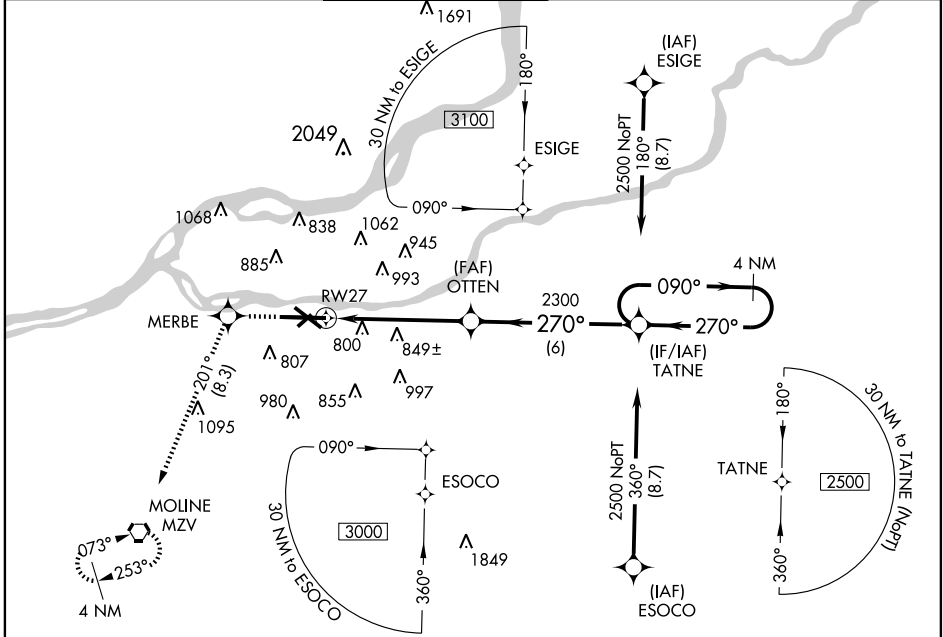 1691
(IAF)
ESIGE
30 NM to ESIGE
180°
3100
2049
ESIGE
2500 NoPT
180°
(8.7)
090°
1068
838
1062
945
885
993
(FAF)
OTTEN
4 NM
090°
RW27
2300
MERBE
270°
(6)
270°
(IF/IAF)
TATNE
800
849±
807
201°
(8.3)
997
855
980
1095
180°
30 NM to TATNE (NoPT)
090°
2500 NoPT
360°
(8.7)
TATNE
2500
ESOCO
MOLINE
MZV
3000
30 NM to ESOCO
073°
253°
1849
360°
360°
4 NM
(IAF)
ESOCO